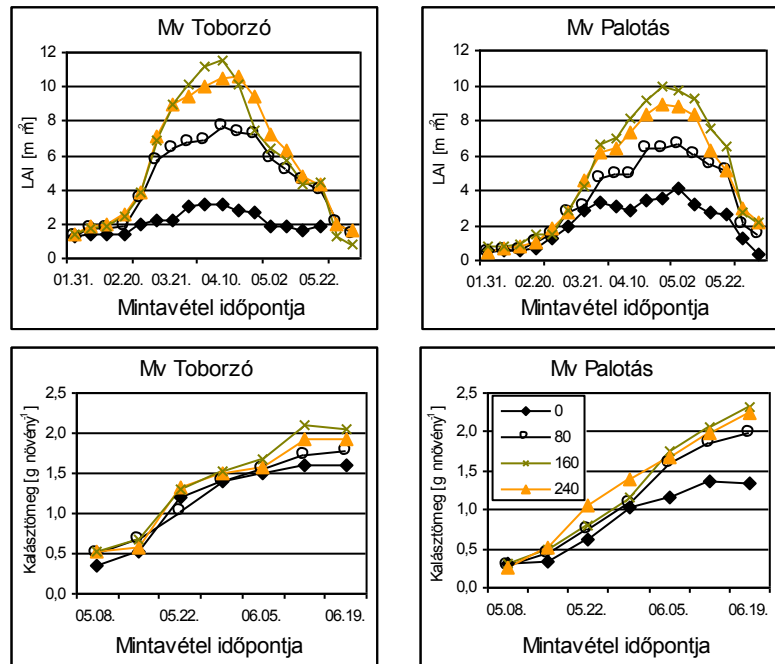 Mv Toborzó
LAI [m m⁻²]
12
10
8
6
4
2
0
01.31. 02.20. 03.21. 04.10. 05.02 05.22.
Mintavétel időpontja
Mv Palotás
LAI [m m⁻²]
12
10
8
6
4
2
0
01.31. 02.20. 03.21. 04.10. 05.02 05.22.
Mintavétel időpontja
Mv Toborzó
Kalásztömeg [g növény⁻¹]
2,5
2,0
1,5
1,0
0,5
0,0
05.08. 05.22. 06.05. 06.19.
Mintavétel időpontja
Mv Palotás
Kalásztömeg [g nnövény⁻¹]
2,5
2,0
1,5
1,0
0,5
0,0
0
80
160
240
05.08. 05.22. 06.05. 06.19.
Mintavétel időpontja